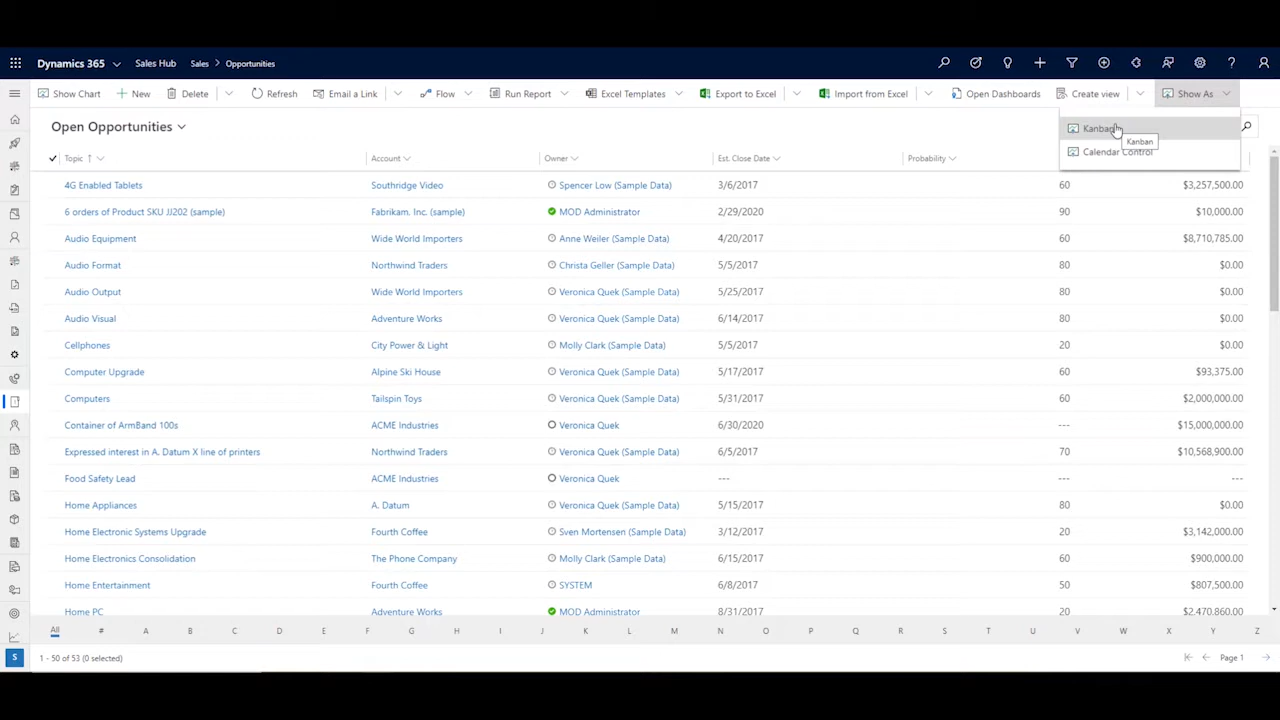 Dynamics 365 Sales Hub Sales > Opportunities
Show Chart New Delete Refresh Email a Link Flow Run Report Excel Templates Export to Excel Import from Excel Open Dashboards Create view Show As
Open Opportunities
Kanban
Kanban
Calendar Control
Topic ↑ Account Owner Est. Close Date Probability
4G Enabled Tablets Southridge Video Spencer Low (Sample Data) 3/6/2017 60 $3,257,500.00
6 orders of Product SKU JJ202 (sample) Fabrikam, Inc. (sample) MOD Administrator 2/29/2020 90 $10,000.00
Audio Equipment Wide World Importers Anne Weiler (Sample Data) 4/20/2017 60 $8,710,785.00
Audio Format Northwind Traders Christa Geller (Sample Data) 5/5/2017 80 $0.00
Audio Output Wide World Importers Veronica Quek (Sample Data) 5/25/2017 80 $0.00
Audio Visual Adventure Works Veronica Quek (Sample Data) 6/14/2017 80 $0.00
Cellphones City Power & Light Molly Clark (Sample Data) 5/5/2017 20 $0.00
Computer Upgrade Alpine Ski House Veronica Quek (Sample Data) 5/17/2017 60 $93,375.00
Computers Tailspin Toys Veronica Quek (Sample Data) 5/31/2017 60 $2,000,000.00
Container of ArmBand 100s ACME Industries Veronica Quek 6/30/2020 --- $15,000,000.00
Expressed interest in A. Datum X line of printers Northwind Traders Veronica Quek (Sample Data) 6/5/2017 70 $10,568,900.00
Food Safety Lead ACME Industries Veronica Quek --- --- ---
Home Appliances A. Datum Veronica Quek (Sample Data) 5/15/2017 80 $0.00
Home Electronic Systems Upgrade Fourth Coffee Sven Mortensen (Sample Data) 3/12/2017 20 $3,142,000.00
Home Electronics Consolidation The Phone Company Molly Clark (Sample Data) 6/15/2017 60 $900,000.00
Home Entertainment Fourth Coffee SYSTEM 6/8/2017 50 $807,500.00
Home PC Adventure Works MOD Administrator 8/31/2017 20 $2,470,860.00
All # A B C D E F G H I J K L M N O P Q R S T U V W X Y Z
S 1 - 50 of 53 (0 selected) Page 1